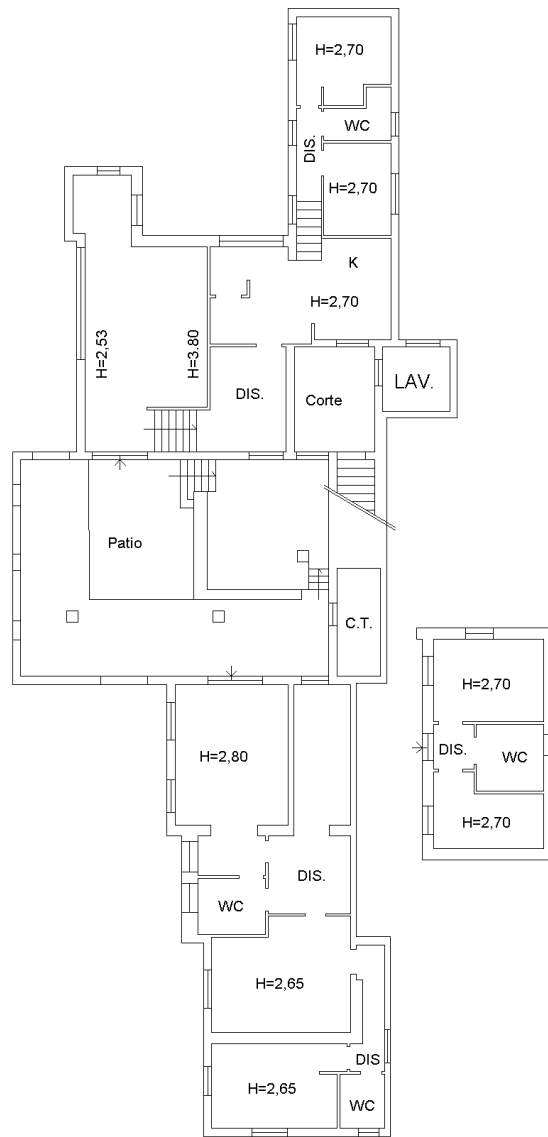 H=2,70
WC
DIS.
H=2,70
K
H=2,70
H=2,53
H=3.80
DIS.
Corte
LAV.
Patio
C.T.
H=2,70
DIS.
WC
H=2,70
H=2,80
DIS.
WC
H=2,65
DIS
H=2,65
WC